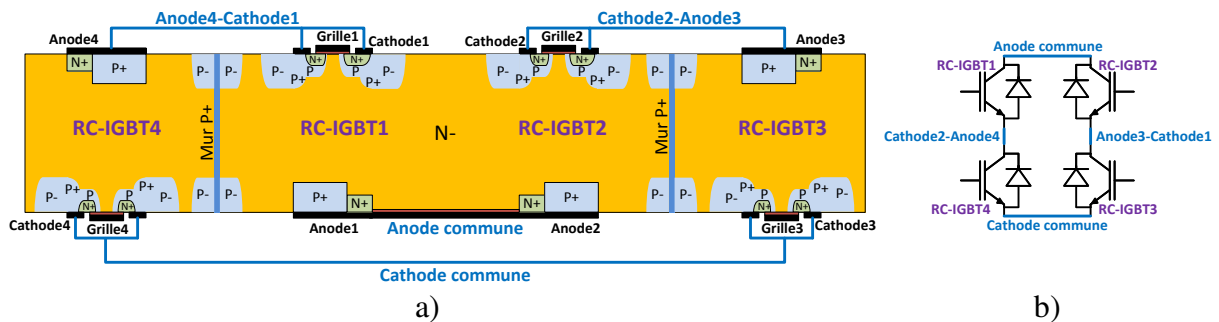 Anode4-Cathode1
Cathode2-Anode3
Anode4
Grille1
Cathode1
Cathode2
Grille2
Anode3
N+
P+
P-
P+
P
N+
N+
P
P-
P+
P-
P+
P
N+
N+
P
P-
P+
P-
P-
P-
P-
P+
N+
RC-IGBT4
Mur P+
RC-IGBT1
N-
RC-IGBT2
Mur P+
RC-IGBT3
P-
P+
P
N+
N+
P
P+
P-
P-
P-
P+
N+
N+
P+
P-
P-
P-
P+
P
N+
N+
P
P+
P-
Cathode4
Grille4
Anode1
Anode commune
Anode2
Grille3
Cathode3
Cathode commune
a)
Anode commune
RC-IGBT1
RC-IGBT2
Cathode2-Anode4
Anode3-Cathode1
RC-IGBT4
RC-IGBT3
Cathode commune
b)